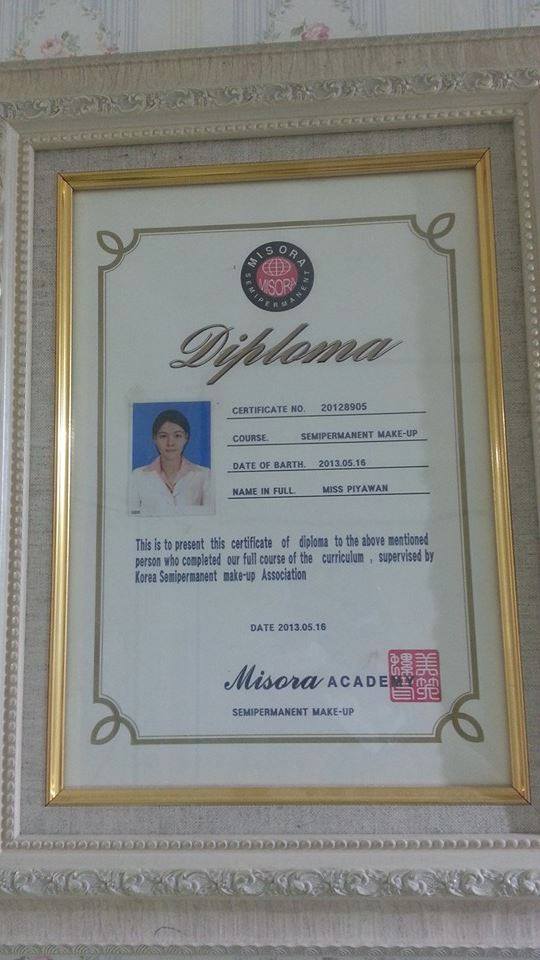 MISORA
MISORA
SEMIPERMANENT
Diploma
CERTIFICATE NO. 20128905
COURSE. SEMIPERMANENT MAKE-UP
DATE OF BARTH. 2013.05.16
NAME IN FULL. MISS PIYAWAN
This is to present this certificate of diploma to the above mentioned
person who completed our full course of the curriculum , supervised by
Korea Semipermanent make-up Association
DATE 2013.05.16
Misora ACADEMY
SEMIPERMANENT MAKE-UP